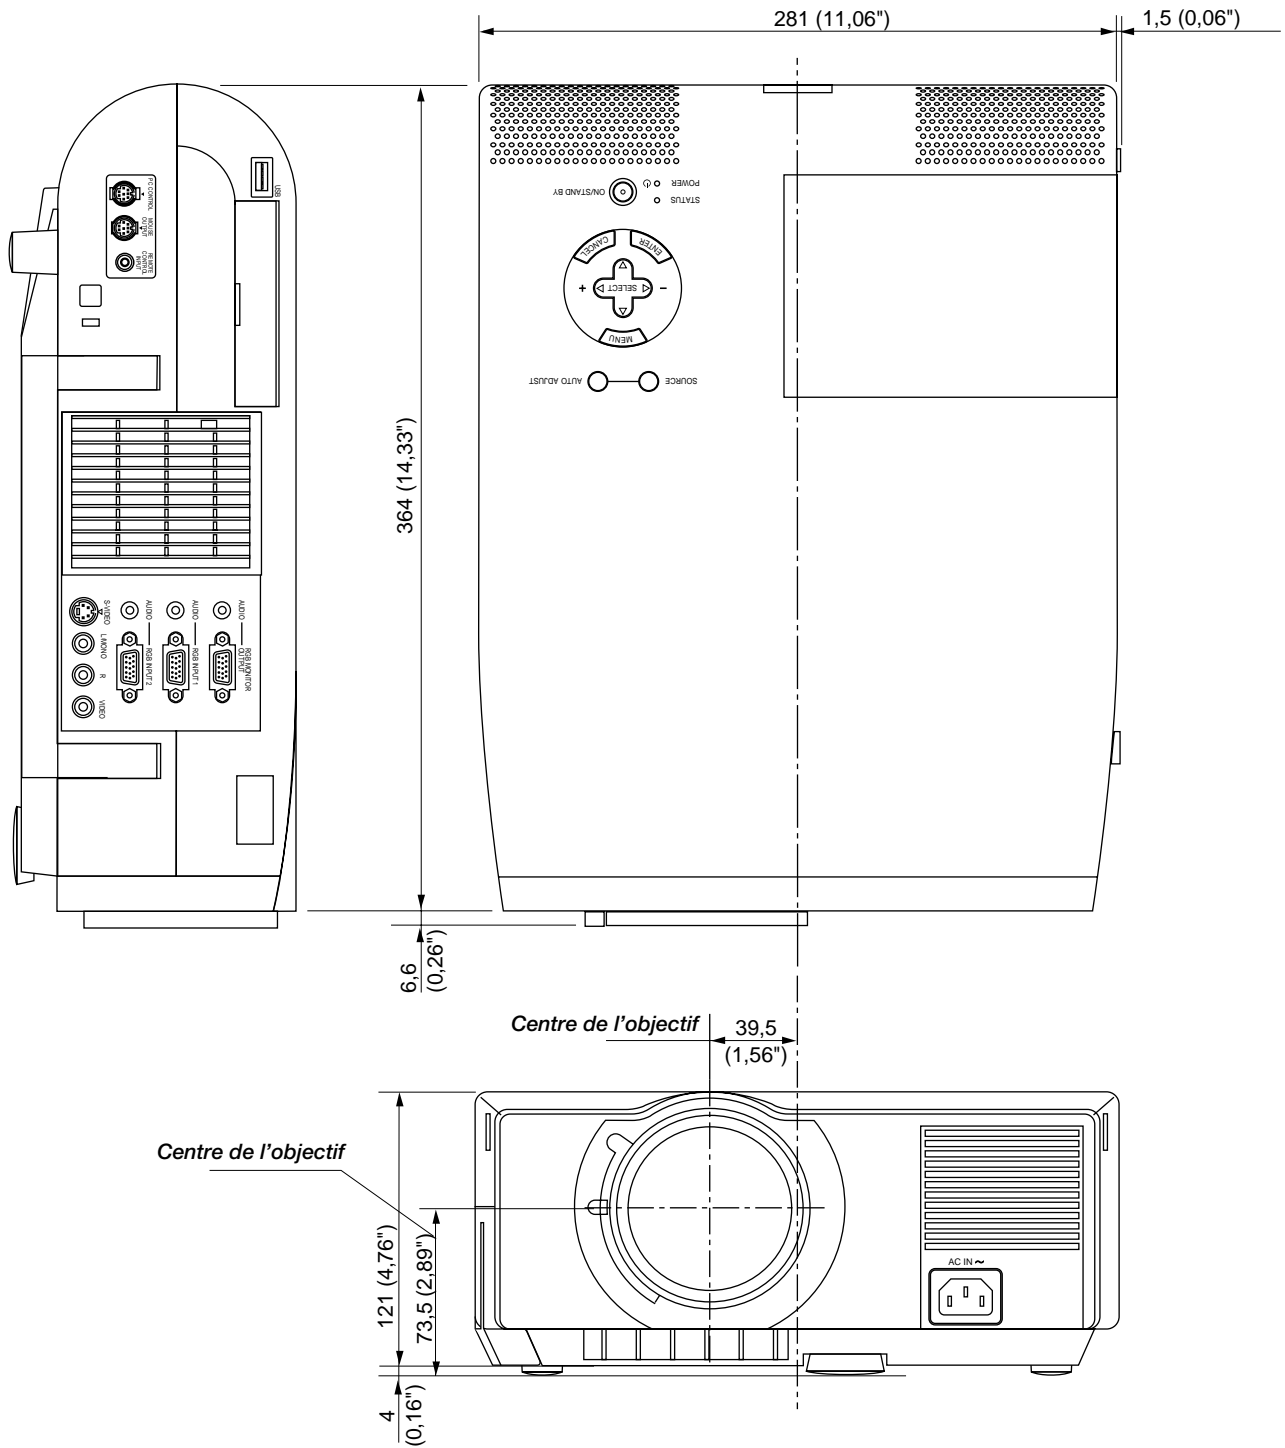 281 (11,06")
1,5 (0,06")
USB
PC CONTROL
MOUSE
OUTPUT
REMOTE
CONTROL
INPUT
ON/STAND BY
POWER
STATUS
CANCEL
ENTER
+
SELECT
−
MENU
AUTO ADJUST
SOURCE
364 (14,33")
S-VIDEO
AUDIO
AUDIO
AUDIO
L/MONO
R
VIDEO
RGB INPUT 2
RGB INPUT 1
RGB MONITOR
OUTPUT
6,6
(0,26")
Centre de l'objectif
39,5
(1,56")
Centre de l'objectif
121 (4,76")
73,5 (2,89")
AC IN ~
4
(0,16")